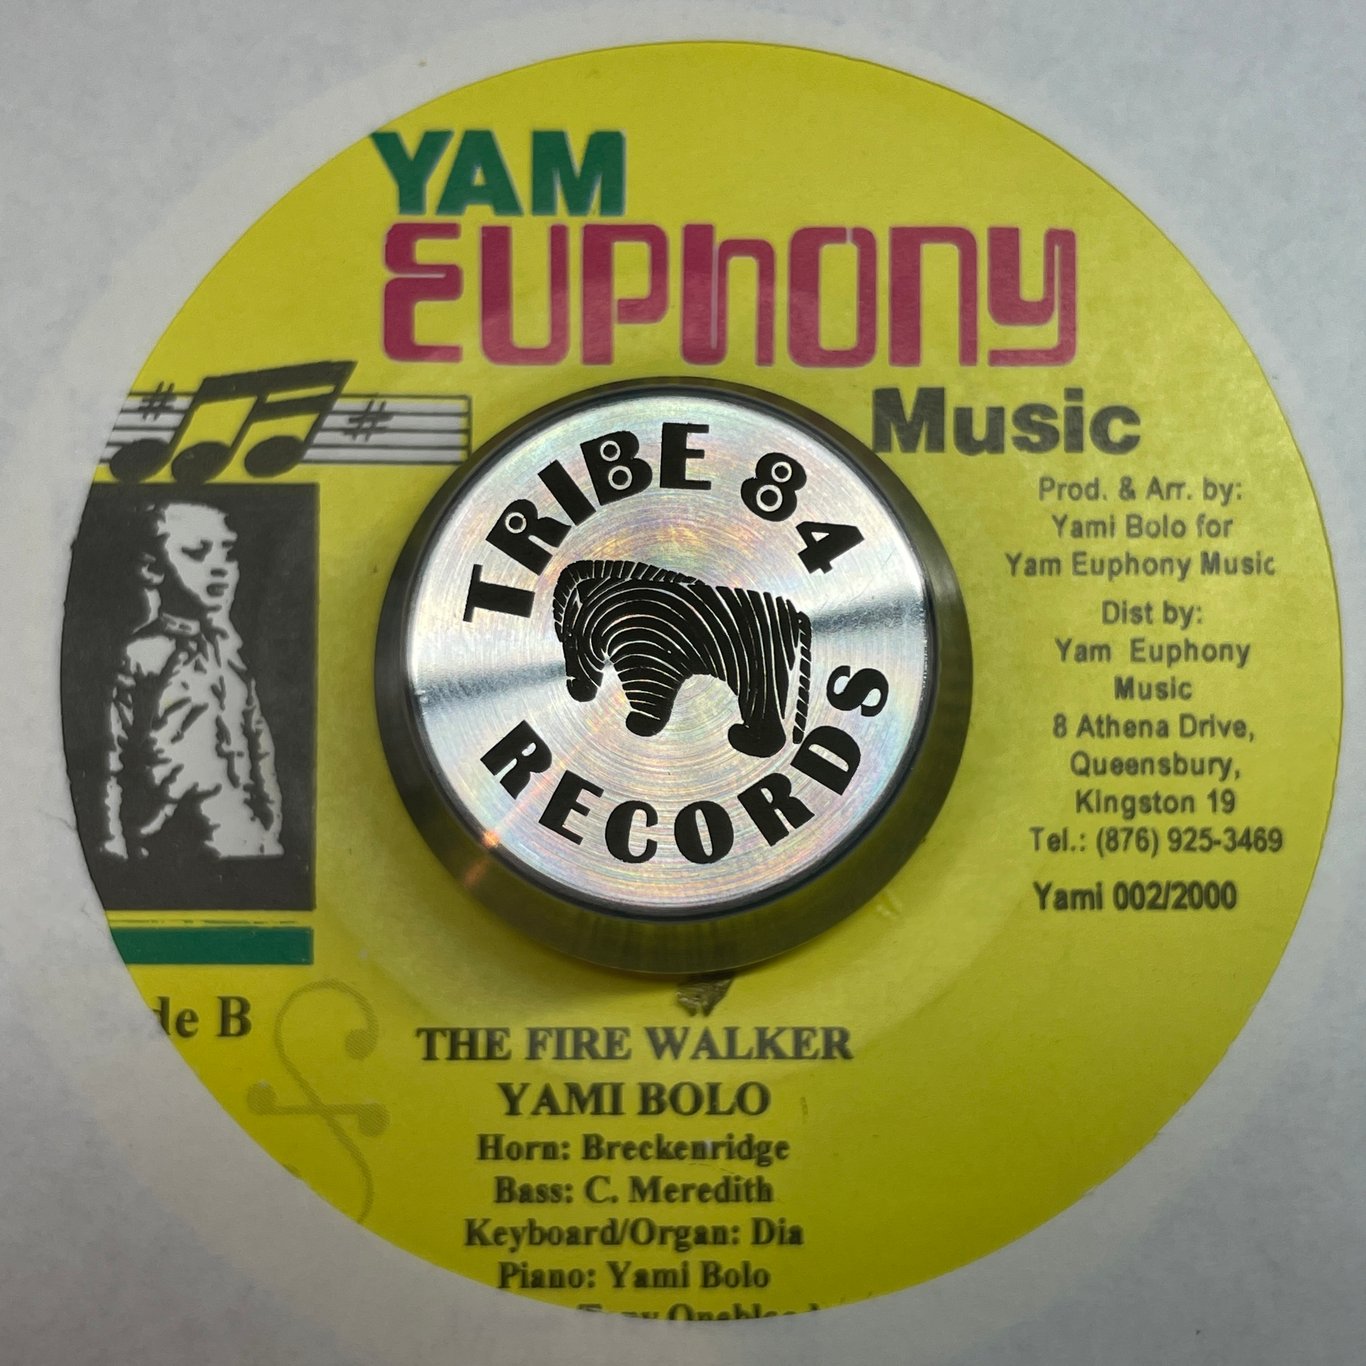 YAM
EUPHONY
Music
Prod. & Arr. by:
Yami Bolo for
Yam Euphony Music
Dist by:
Yam Euphony
Music
8 Athena Drive,
Queensbury,
Kingston 19
Tel.: (876) 925-3469
Yami 002/2000
TRIBE 84
RECORDS
de B
THE FIRE WALKER
YAMI BOLO
Horn: Breckenridge
Bass: C. Meredith
Keyboard/Organ: Dia
Piano: Yami Bolo